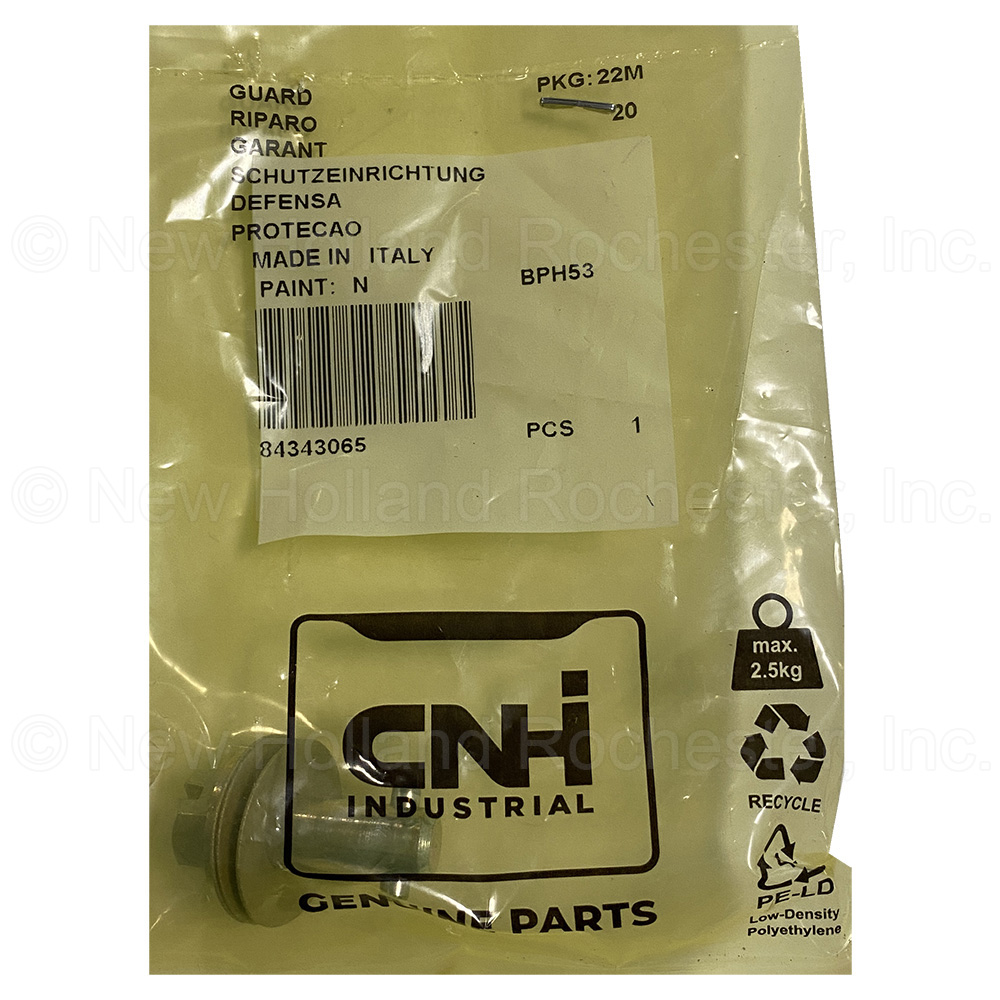 GUARD
RIPARO
GARANT
SCHUTZEINRICHTUNG
DEFENSA
PROTECAO
MADE IN ITALY
PAINT: N
PKG: 22M
20
BPH53
84343065
PCS 1
© New Holland Rochester, Inc.
© New Holland Rochester, Inc.
© New Holland Rochester, Inc.
CNH
INDUSTRIAL
GENUINE PARTS
max.
2.5kg
RECYCLE
PE-LD
Low-Density
Polyethylene